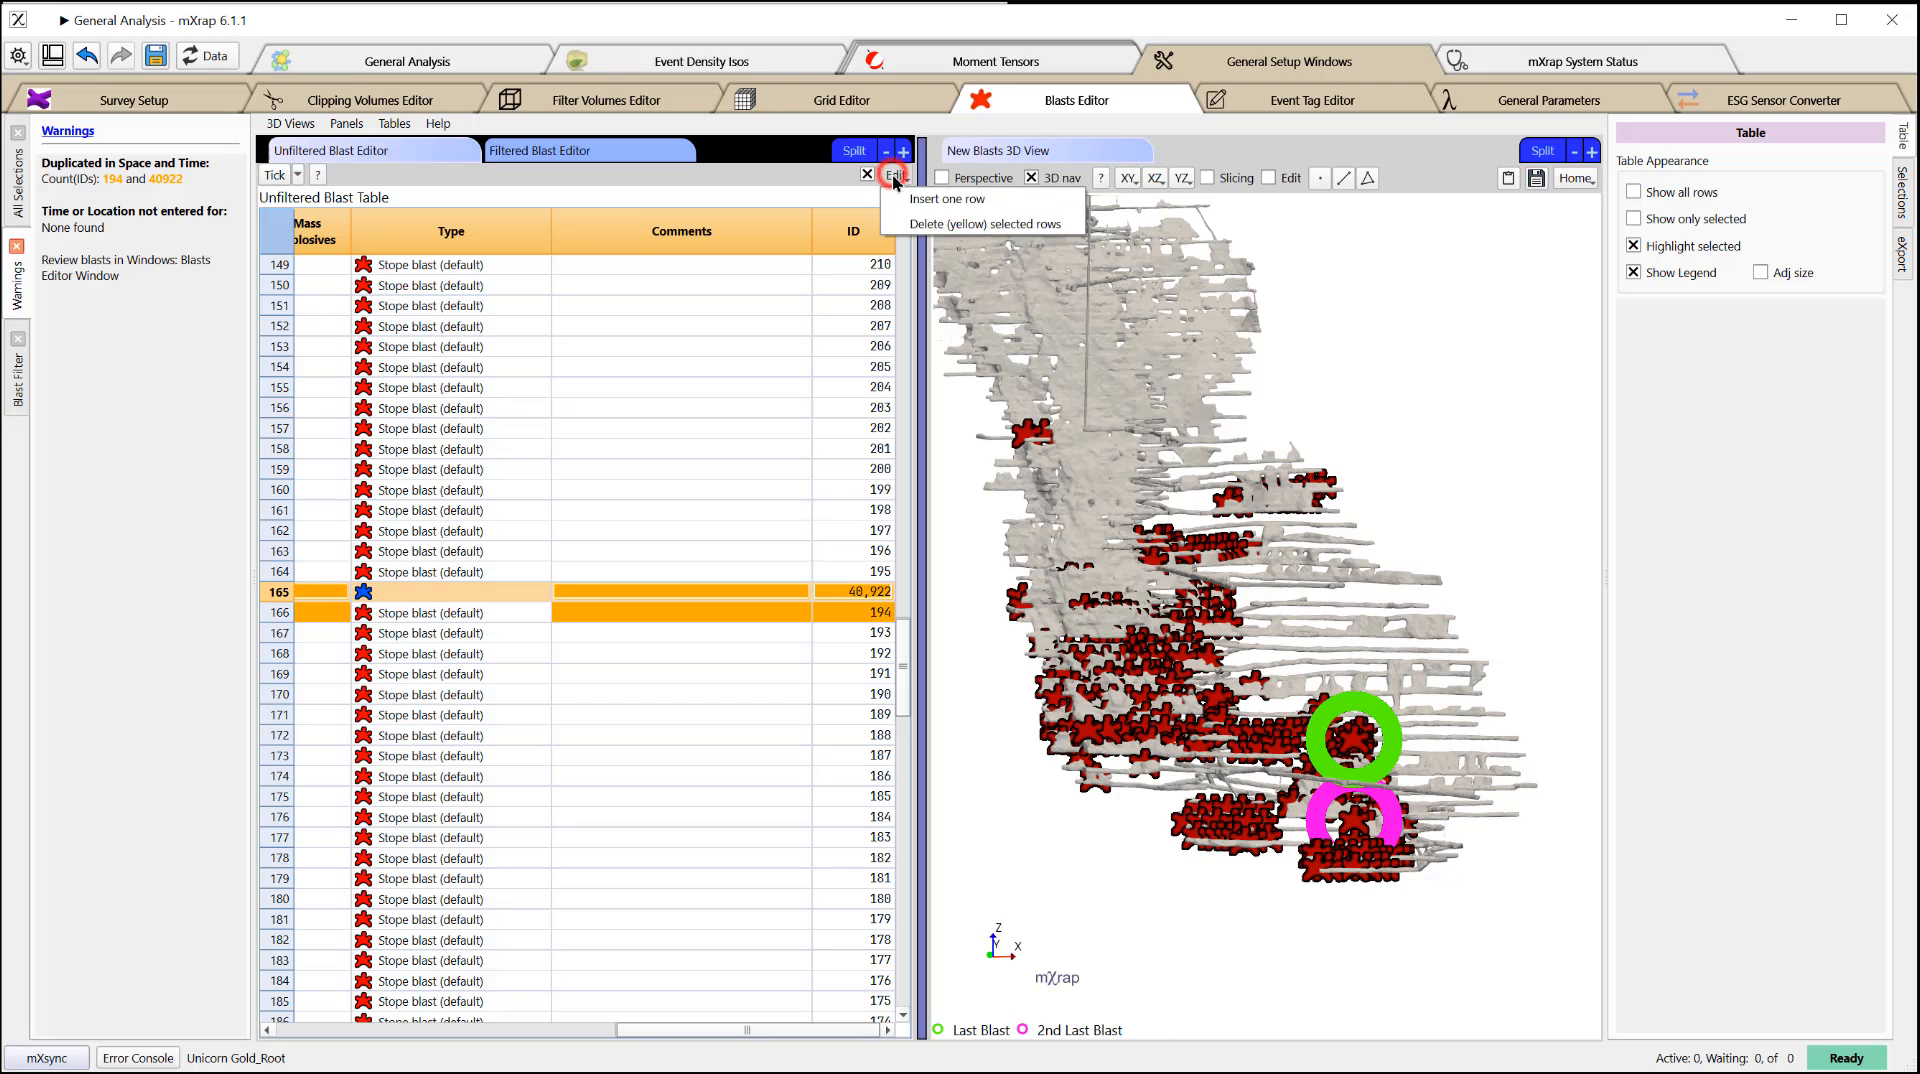 General Analysis - mXrap 6.1.1
Data
General Analysis
Event Density Isos
Moment Tensors
General Setup Windows
mXrap System Status
Survey Setup
Clipping Volumes Editor
Filter Volumes Editor
Grid Editor
Blasts Editor
Event Tag Editor
General Parameters
ESG Sensor Converter
All Selections
Warnings
Blast Filter
Warnings
Duplicated in Space and Time:
Count(IDs): 194 and 40922
Time or Location not entered for:
None found
Review blasts in Windows: Blasts
Editor Window
3D Views Panels Tables Help
Unfiltered Blast Editor
Filtered Blast Editor
Split - +
Tick ?
Edit
Insert one row
Delete (yellow) selected rows
Unfiltered Blast Table
Mass
plosives
Type
Comments
ID
149 Stope blast (default) 210
150 Stope blast (default) 209
151 Stope blast (default) 208
152 Stope blast (default) 207
153 Stope blast (default) 206
154 Stope blast (default) 205
155 Stope blast (default) 204
156 Stope blast (default) 203
157 Stope blast (default) 202
158 Stope blast (default) 201
159 Stope blast (default) 200
160 Stope blast (default) 199
161 Stope blast (default) 198
162 Stope blast (default) 197
163 Stope blast (default) 196
164 Stope blast (default) 195
165 40,922
166 Stope blast (default) 194
167 Stope blast (default) 193
168 Stope blast (default) 192
169 Stope blast (default) 191
170 Stope blast (default) 190
171 Stope blast (default) 189
172 Stope blast (default) 188
173 Stope blast (default) 187
174 Stope blast (default) 186
175 Stope blast (default) 185
176 Stope blast (default) 184
177 Stope blast (default) 183
178 Stope blast (default) 182
179 Stope blast (default) 181
180 Stope blast (default) 180
181 Stope blast (default) 179
182 Stope blast (default) 178
183 Stope blast (default) 177
184 Stope blast (default) 176
185 Stope blast (default) 175
186 Stope blast (default) 174
New Blasts 3D View
Split - +
Perspective 3D nav ? XY XZ YZ Slicing Edit Home
Z
Y
X
mXrap
Last Blast 2nd Last Blast
Table
Table Appearance
Show all rows
Show only selected
Highlight selected
Show Legend Adj size
Table
Selections
eXport
mXsync
Error Console
Unicorn Gold_Root
Active: 0, Waiting: 0, of 0
Ready